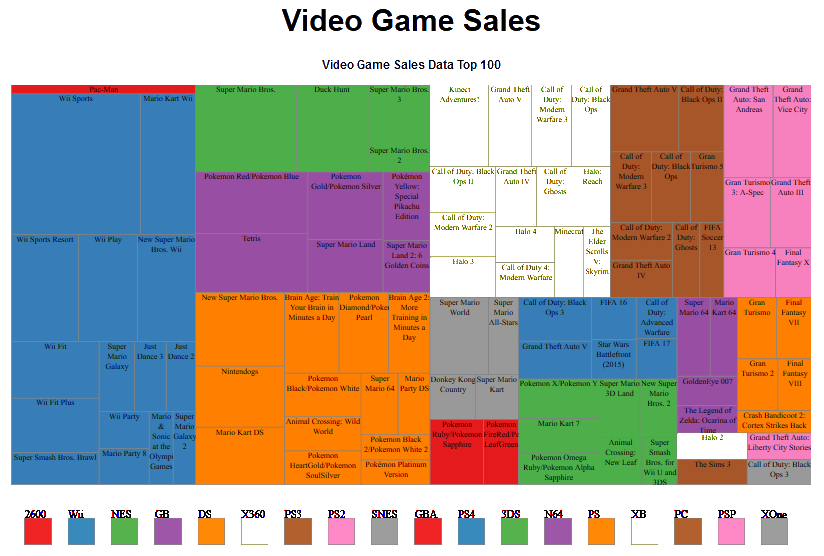 Video Game Sales
Video Game Sales Data Top 100
Pac-Man
Wii Sports
Mario Kart Wii
Wii Sports Resort
Wii Play
New Super Mario
Bros. Wii
Wii Fit
Wii Fit Plus
Super Smash Bros. Brawl
Super
Mario
Galaxy
Just
Dance 3
Just
Dance 2
Wii Party
Mario Party 8
Mario
&
Sonic
at the
Olympic
Games
Super
Mario
Galaxy
2
Super Mario Bros.
Duck Hunt
Super Mario Bros.
3
Super Mario Bros.
2
Pokemon Red/Pokemon Blue
Pokemon
Gold/Pokemon Silver
Pokémon
Yellow:
Special
Pikachu
Edition
Tetris
Super Mario Land
Super Mario
Land 2: 6
Golden Coins
New Super Mario Bros.
Nintendogs
Mario Kart DS
Brain Age: Train
Your Brain in
Minutes a Day
Pokemon
Diamond/Poke
Pearl
Brain Age 2:
More
Training in
Minutes a
Day
Pokemon
Black/Pokemon White
Super
Mario 64
Mario
Party DS
Animal Crossing: Wild
World
Pokemon
HeartGold/Pokemon
SoulSilver
Pokemon Black
2/Pokemon White 2
Pokémon Platinum
Version
Kinect
Adventures!
Grand Theft
Auto V
Call of
Duty:
Modern
Warfare 3
Call of
Duty: Black
Ops
Call of Duty: Black
Ops II
Call of Duty:
Modern Warfare 2
Halo 3
Grand Theft
Auto IV
Call of
Duty:
Ghosts
Halo:
Reach
Halo 4
Call of Duty 4:
Modern Warfare
Minecraf
The
Elder
Scrolls
V:
Skyrim
Grand Theft Auto V
Call of Duty:
Black Ops II
Call of
Duty:
Modern
Warfare 3
Call of
Duty: Black
Ops
Gran
Turismo 5
Call of Duty:
Modern Warfare 2
Grand Theft
Auto IV
Call of
Duty:
Ghosts
FIFA
Soccer
13
Grand Theft
Auto: San
Andreas
Grand
Theft Auto:
Vice City
Gran Turismo
3: A-Spec
Grand Theft
Auto III
Gran Turismo 4
Final
Fantasy X
Super Mario
World
Super
Mario
All-Stars
Donkey Kong
Country
Super Mario
Kart
Pokemon
Ruby/Pokemon
Sapphire
Pokemon
FireRed/Po
LeafGreen
Call of Duty: Black
Ops 3
FIFA 16
Call of
Duty:
Advanced
Warfare
Grand Theft Auto V
Star Wars
Battlefront
(2015)
FIFA 17
Pokemon X/Pokemon Y
Super Mario
3D Land
New Super
Mario Bros.
2
Mario Kart 7
Pokemon Omega
Ruby/Pokemon Alpha
Sapphire
Animal
Crossing:
New Leaf
Super
Smash
Bros. for
Wii U and
3DS
Super
Mario 64
Mario
Kart 64
GoldenEye 007
The Legend of
Zelda: Ocarina of
Time
Gran
Turismo
Final
Fantasy
VII
Gran
Turismo 2
Final
Fantasy
VIII
Crash Bandicoot 2:
Cortex Strikes Back
Halo 2
The Sims 3
Grand Theft Auto:
Liberty City Stories
Call of Duty: Black
Ops 3
2600 Wii NES GB DS X360 PS3 PS2 SNES GBA PS4 3DS N64 PS XB PC PSP XOne